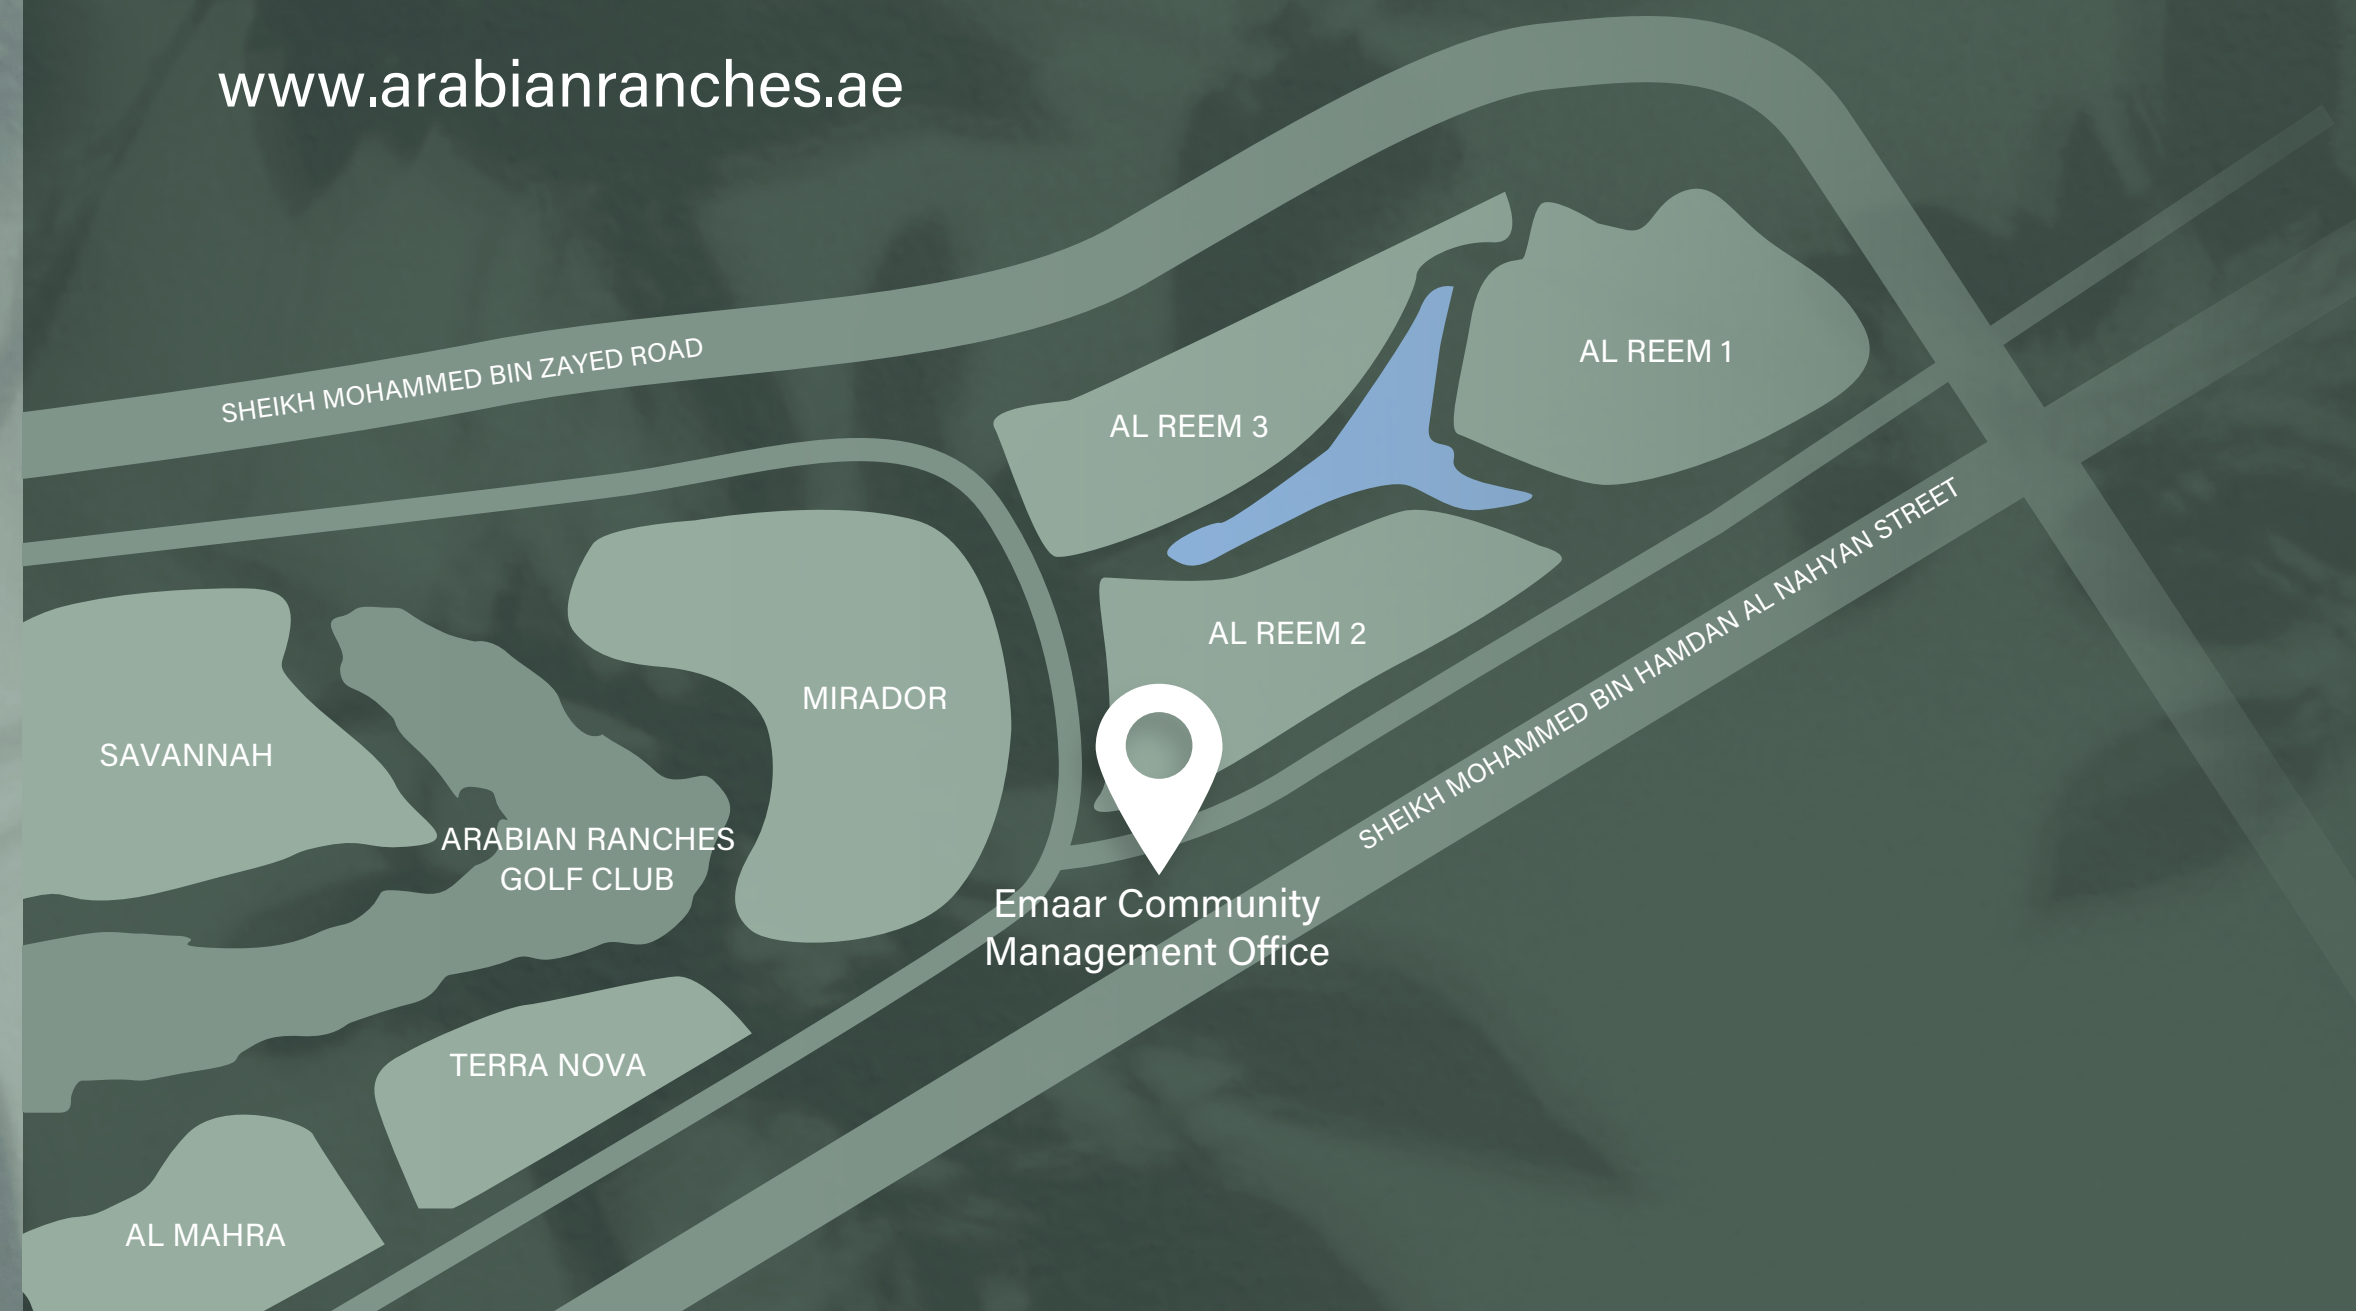 www.arabianranches.ae
SHEIKH MOHAMMED BIN ZAYED ROAD
AL REEM 1
AL REEM 3
AL REEM 2
MIRADOR
SAVANNAH
SHEIKH MOHAMMED BIN HAMDAN AL NAHYAN STREET
ARABIAN RANCHES
GOLF CLUB
Emaar Community
Management Office
TERRA NOVA
AL MAHRA